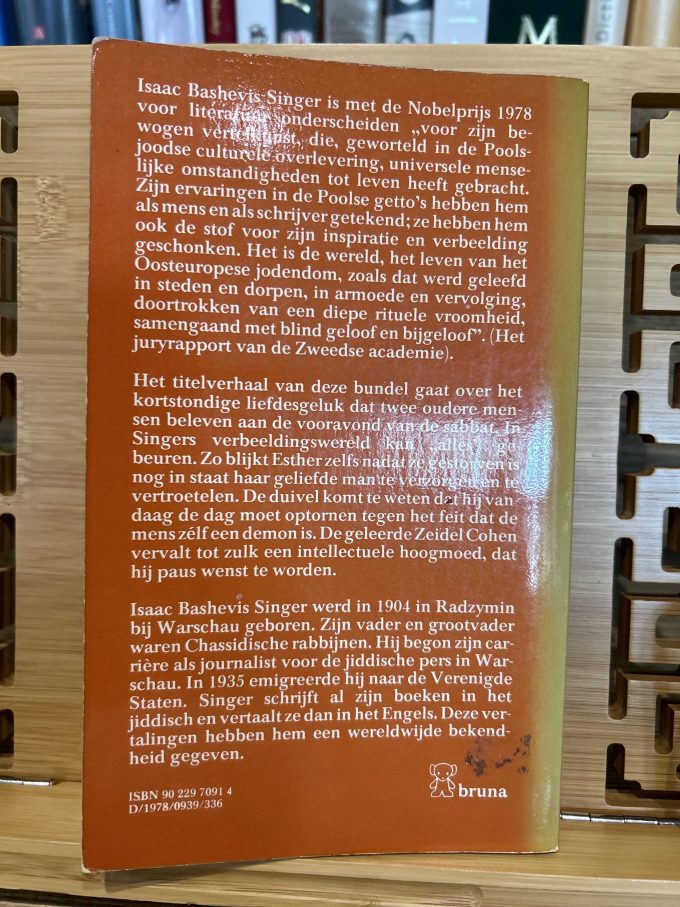 Isaac Bashevis Singer is met de Nobelprijs 1978
voor literatuur onderscheiden „voor zijn be-
wogen vertelkunst, die, geworteld in de Pools-
joodse culturele overlevering, universele mense-
lijke omstandigheden tot leven heeft gebracht.
Zijn ervaringen in de Poolse getto's hebben hem
als mens en als schrijver getekend; ze hebben hem
ook de stof voor zijn inspiratie en verbeelding
geschonken. Het is de wereld, het leven van het
Oosteuropese jodendom, zoals dat werd geleefd
in steden en dorpen, in armoede en vervolging,
doortrokken van een diepe rituele vroomheid,
samengaand met blind geloof en bijgeloof”. (Het
juryrapport van de Zweedse academie).
Het titelverhaal van deze bundel gaat over het
kortstondige liefdesgeluk dat twee oudere men-
sen beleven aan de vooravond van de sabbat. In
Singers verbeeldingswereld kan alles ge-
beuren. Zo blijkt Esther zelfs nadat ze gestorven is
nog in staat haar geliefde man te verzorgen en te
vertroetelen. De duivel komt te weten dat hij van-
daag de dag moet optornen tegen het feit dat de
mens zélf een demon is. De geleerde Zeidel Cohen
vervalt tot zulk een intellectuele hoogmoed, dat
hij paus wenst te worden.
Isaac Bashevis Singer werd in 1904 in Radzymin
bij Warschau geboren. Zijn vader en grootvader
waren Chassidische rabbijnen. Hij begon zijn car-
rière als journalist voor de jiddische pers in War-
schau. In 1935 emigreerde hij naar de Verenigde
Staten. Singer schrijft al zijn boeken in het
jiddisch en vertaalt ze dan in het Engels. Deze ver-
talingen hebben hem een wereldwijde bekend-
heid gegeven.
ISBN 90 229 7091 4
D/1978/0939/336
bruna